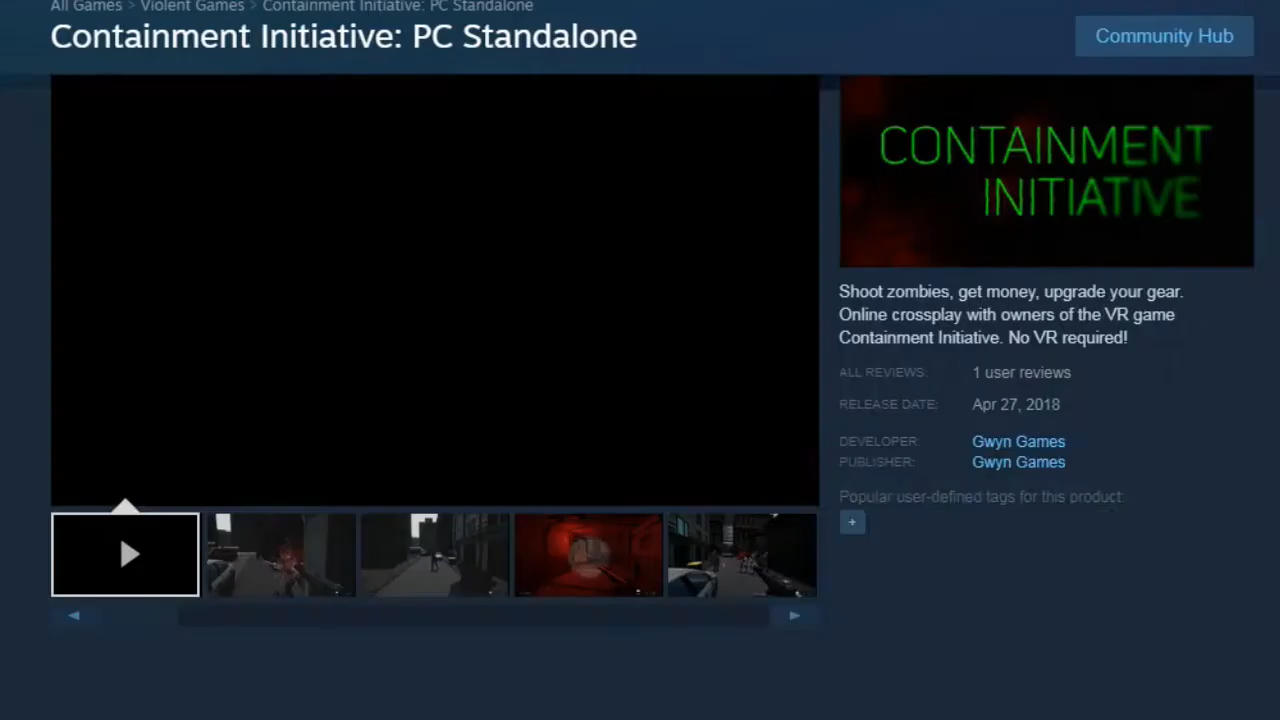 All Games > Violent Games > Containment Initiative: PC Standalone
Containment Initiative: PC Standalone
Community Hub
CONTAINMENT
INITIATIVE
Shoot zombies, get money, upgrade your gear.
Online crossplay with owners of the VR game
Containment Initiative. No VR required!
ALL REVIEWS: 1 user reviews
RELEASE DATE: Apr 27, 2018
DEVELOPER: Gwyn Games
PUBLISHER: Gwyn Games
Popular user-defined tags for this product:
+